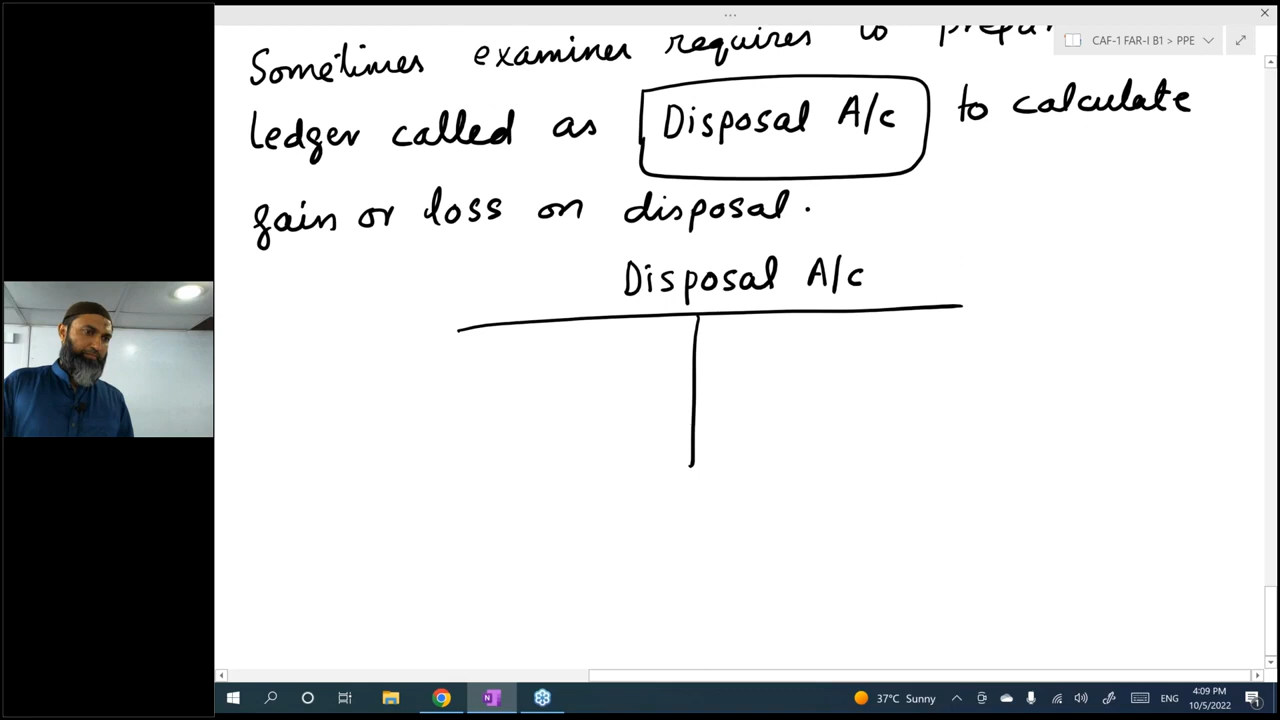 CAF-1 FAR-I B1 > PPE
Sometimes examiner requires to
ledger called as Disposal A/c to calculate
gain or loss on disposal.
Disposal A/c
37°C Sunny
ENG
4:09 PM
10/5/2022
1